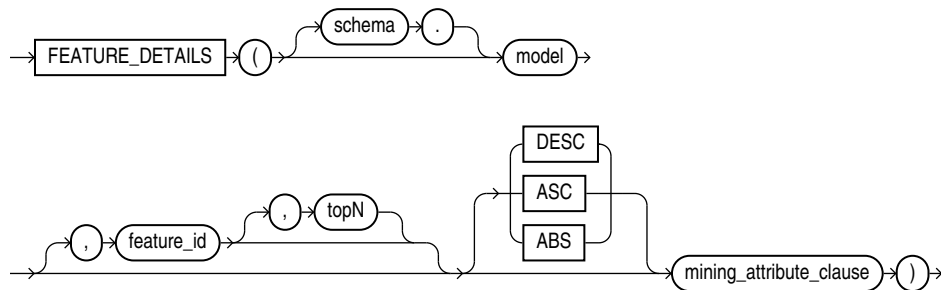 schema .
FEATURE_DETAILS ( model
DESC
, topN ASC
, feature_id ABS
mining_attribute_clause )